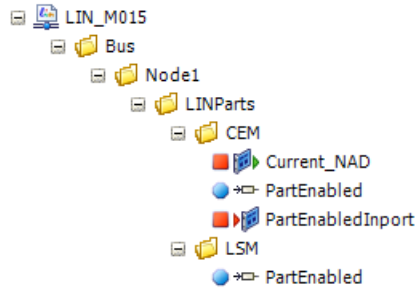 LIN_M015
Bus
Node1
LINParts
CEM
Current_NAD
PartEnabled
PartEnabledInport
LSM
PartEnabled